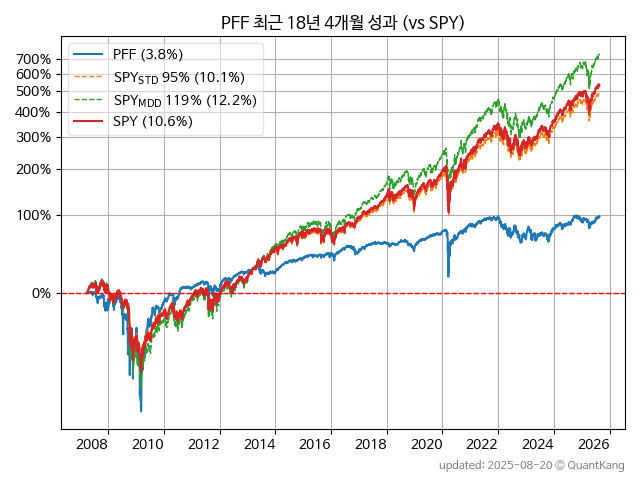 PFF 최근 18년 4개월 성과 (vs SPY)
PFF (3.8%)
SPY_STD 95% (10.1%)
SPY_MDD 119% (12.2%)
SPY (10.6%)
700%
600%
500%
400%
300%
200%
100%
0%
2008 2010 2012 2014 2016 2018 2020 2022 2024 2026
updated: 2025-08-20 © QuantKang